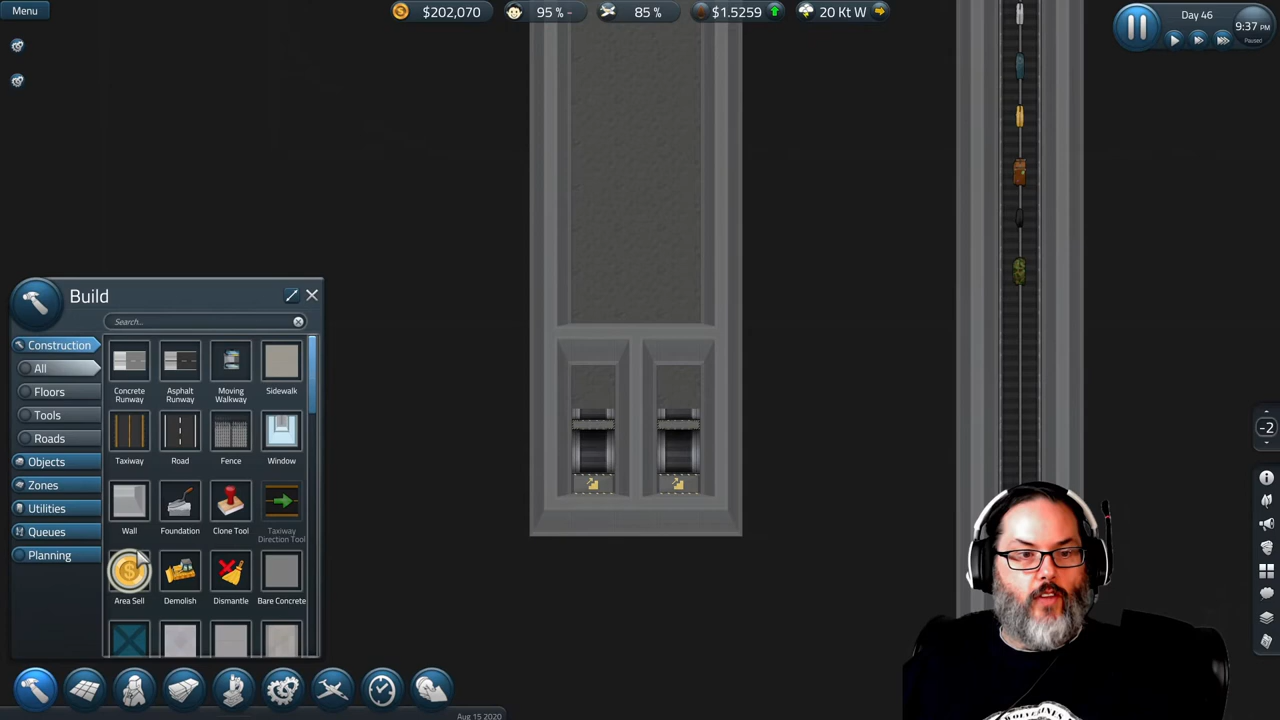 Menu
$202,070
95 % -
85 %
$1.5259
20 Kt W
Day 46
9:37 PM
Paused
Build
Search...
Construction
All
Floors
Tools
Roads
Objects
Zones
Utilities
Queues
Planning
Concrete Runway
Asphalt Runway
Moving Walkway
Sidewalk
Taxiway
Road
Fence
Window
Wall
Foundation
Clone Tool
Taxiway Direction Tool
Area Sell
Demolish
Dismantle
Bare Concrete
-2
Aug 15 2020